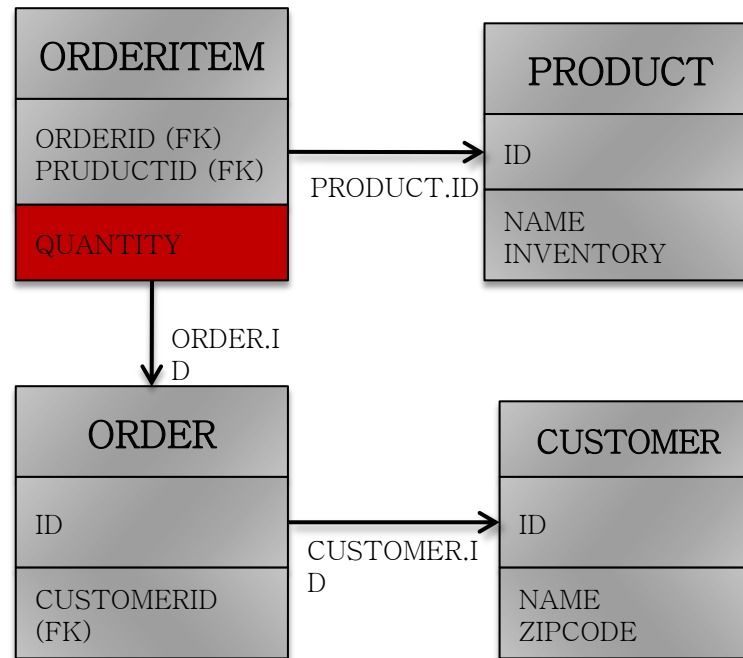 ORDERITEM
ORDERID (FK)
PRUDUCTID (FK)
QUANTITY
PRODUCT.ID
PRODUCT
ID
NAME
INVENTORY
ORDER.I
D
ORDER
ID
CUSTOMERID
(FK)
CUSTOMER.I
D
CUSTOMER
ID
NAME
ZIPCODE